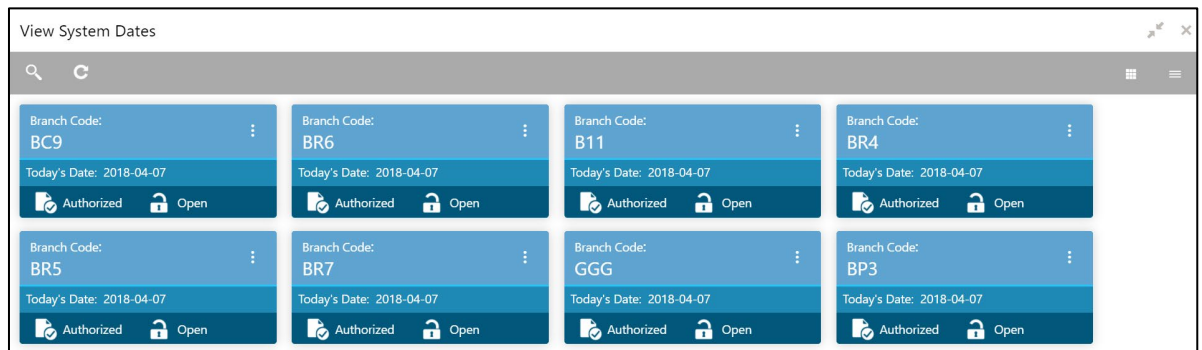 View System Dates
Branch Code:
BC9
Today's Date: 2018-04-07
Authorized Open
Branch Code:
BR6
Today's Date: 2018-04-07
Authorized Open
Branch Code:
B11
Today's Date: 2018-04-07
Authorized Open
Branch Code:
BR4
Today's Date: 2018-04-07
Authorized Open
Branch Code:
BR5
Today's Date: 2018-04-07
Authorized Open
Branch Code:
BR7
Today's Date: 2018-04-07
Authorized Open
Branch Code:
GGG
Today's Date: 2018-04-07
Authorized Open
Branch Code:
BP3
Today's Date: 2018-04-07
Authorized Open